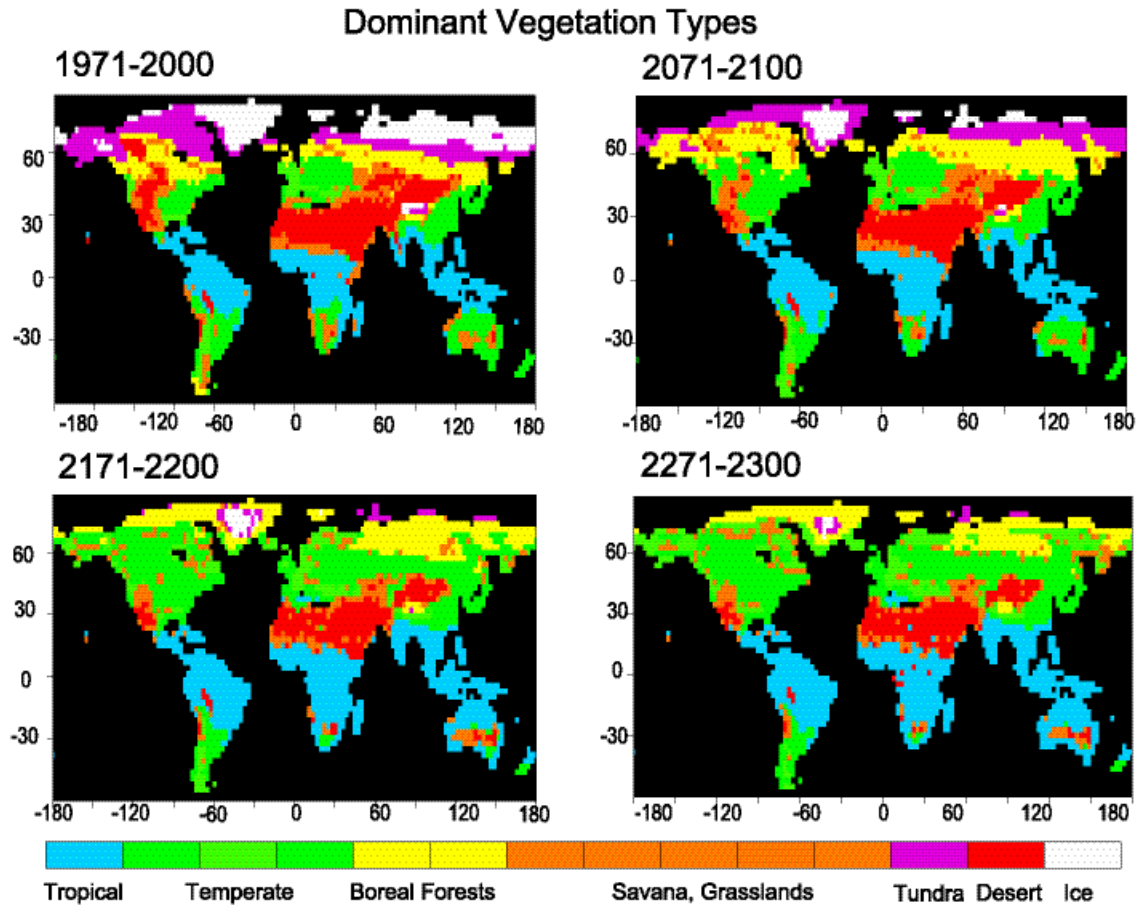 Dominant Vegetation Types
1971-2000 2071-2100
60 60
30 30
0 0
-30 -30
-180 -120 -60 0 60 120 180 -180 -120 -60 0 60 120 180
2171-2200 2271-2300
60 60
30 30
0 0
-30 -30
-180 -120 -60 0 60 120 180 -180 -120 -60 0 60 120 180
Tropical Temperate Boreal Forests Savana, Grasslands Tundra Desert Ice